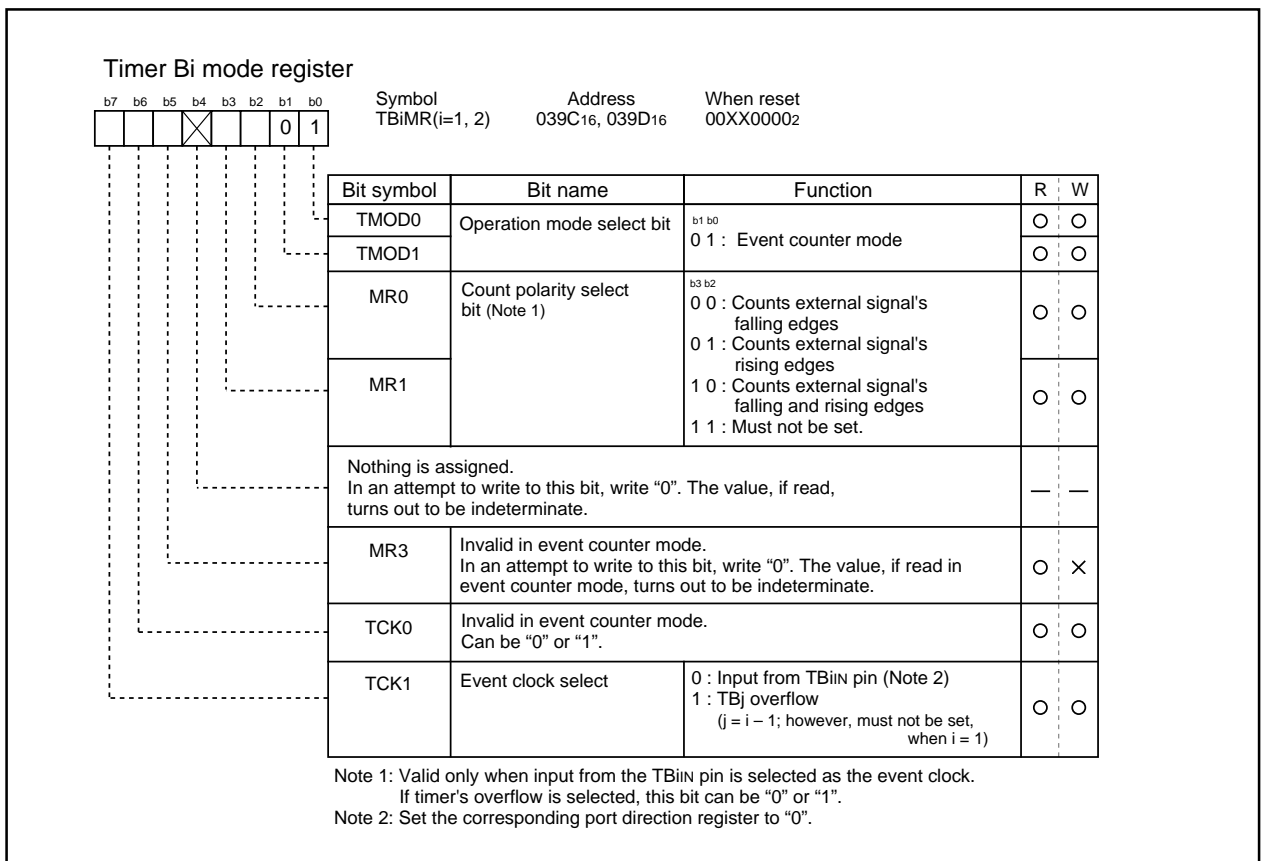 Timer Bi mode register
b7 b6 b5 b4 b3 b2 b1 b0
0 1
Symbol Address When reset
TBiMR(i=1, 2) 039C16, 039D16 00XX00002
Bit symbol Bit name Function R W
TMOD0 Operation mode select bit
b1 b0
0 1 : Event counter mode
TMOD1
MR0 Count polarity select
bit (Note 1)
b3 b2
0 0 : Counts external signal's
falling edges
0 1 : Counts external signal's
rising edges
MR1
1 0 : Counts external signal's
falling and rising edges
1 1 : Must not be set.
Nothing is assigned.
In an attempt to write to this bit, write “0”. The value, if read,
turns out to be indeterminate.
— —
MR3 Invalid in event counter mode.
In an attempt to write to this bit, write “0”. The value, if read in
event counter mode, turns out to be indeterminate.
TCK0 Invalid in event counter mode.
Can be “0” or “1”.
TCK1 Event clock select 0 : Input from TBiIN pin (Note 2)
1 : TBj overflow
(j = i – 1; however, must not be set,
when i = 1)
Note 1: Valid only when input from the TBiIN pin is selected as the event clock.
If timer's overflow is selected, this bit can be “0” or “1”.
Note 2: Set the corresponding port direction register to “0”.